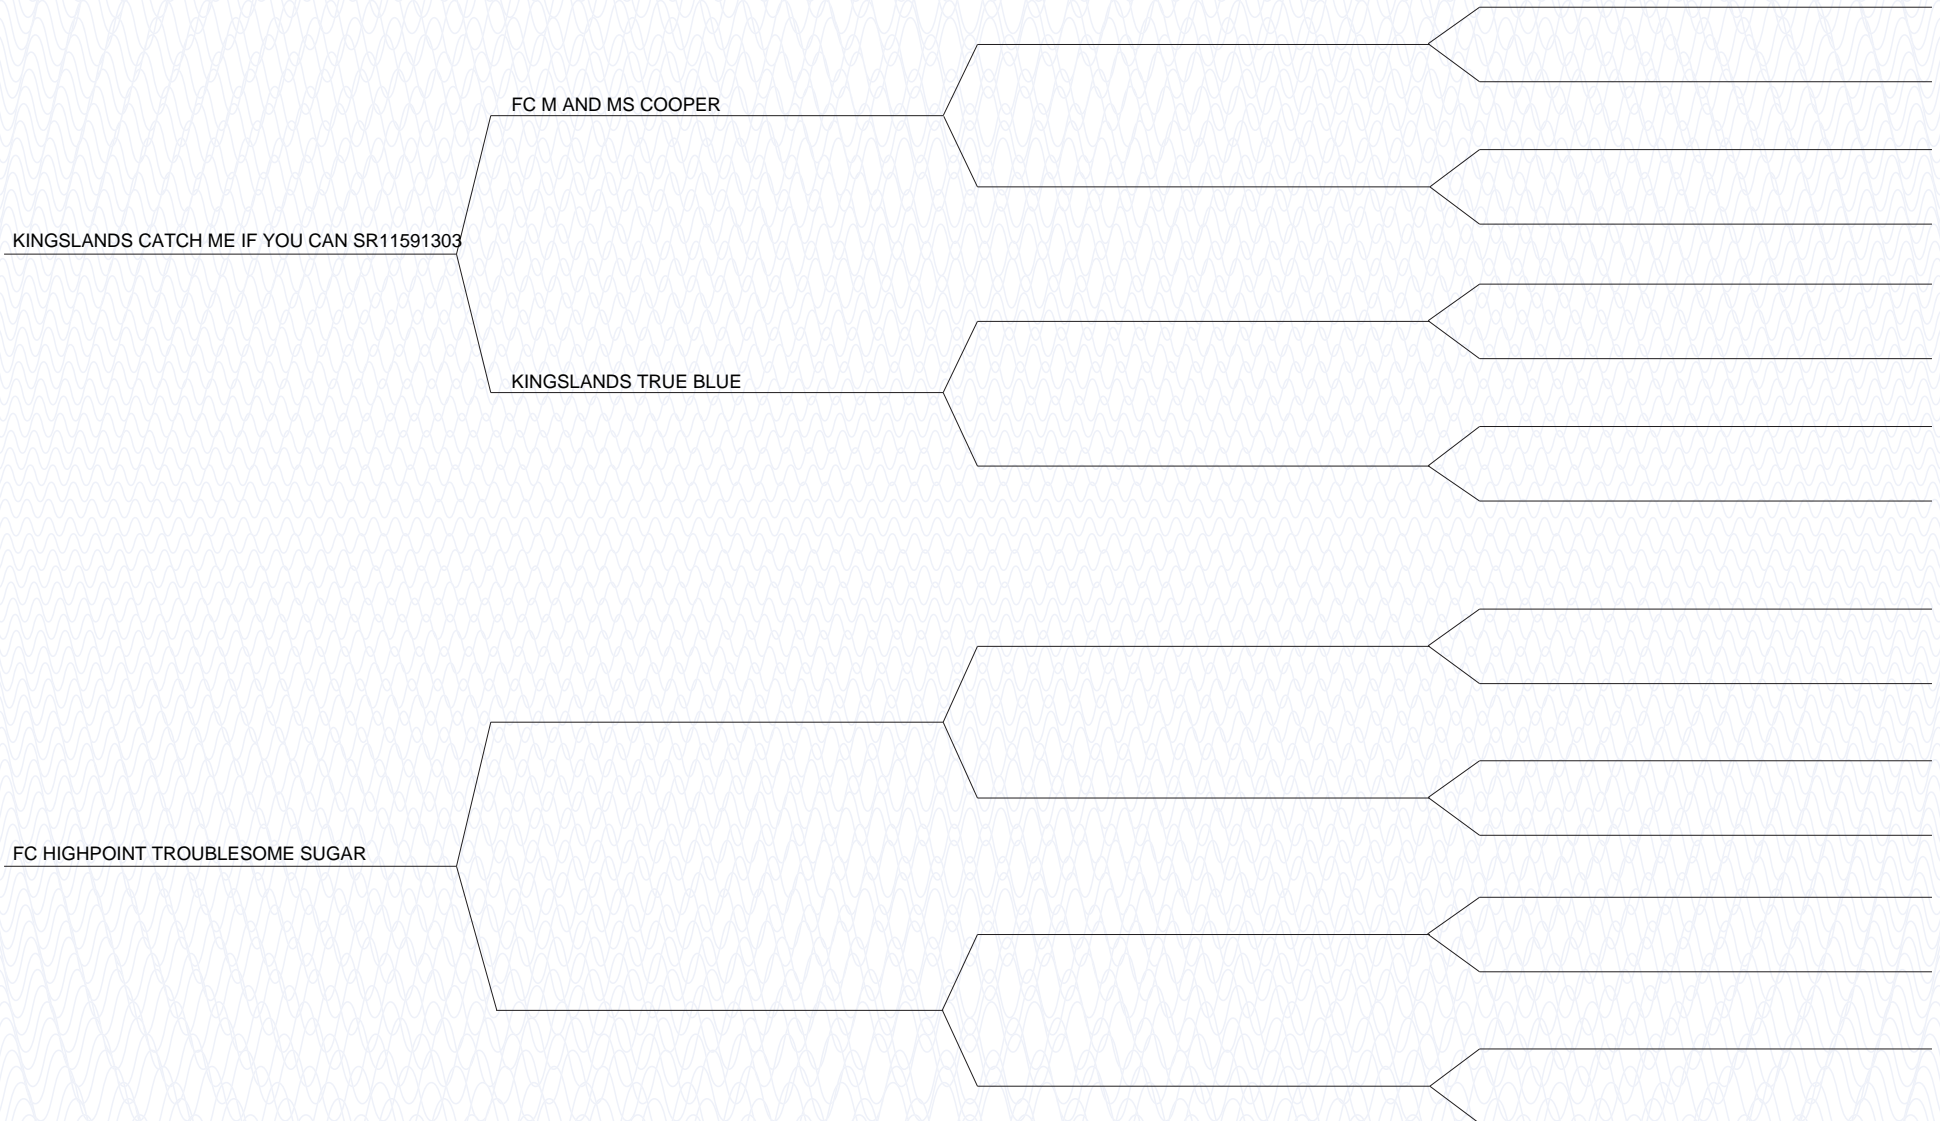 FC M AND MS COOPER
KINGSLANDS CATCH ME IF YOU CAN SR11591303
KINGSLANDS TRUE BLUE
FC HIGHPOINT TROUBLESOME SUGAR